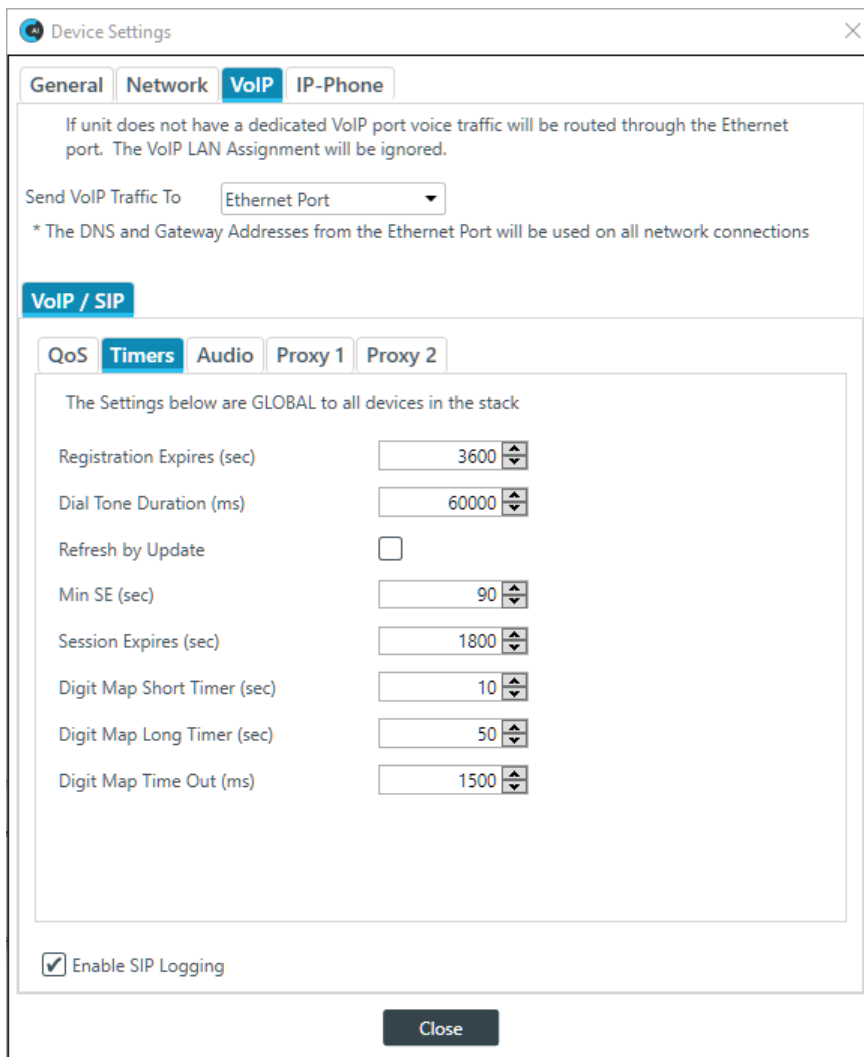 Device Settings
General Network VoIP IP-Phone
If unit does not have a dedicated VoIP port voice traffic will be routed through the Ethernet
port. The VoIP LAN Assignment will be ignored.
Send VoIP Traffic To Ethernet Port
* The DNS and Gateway Addresses from the Ethernet Port will be used on all network connections
VoIP / SIP
QoS Timers Audio Proxy 1 Proxy 2
The Settings below are GLOBAL to all devices in the stack
Registration Expires (sec) 3600
Dial Tone Duration (ms) 60000
Refresh by Update
Min SE (sec) 90
Session Expires (sec) 1800
Digit Map Short Timer (sec) 10
Digit Map Long Timer (sec) 50
Digit Map Time Out (ms) 1500
Enable SIP Logging
Close